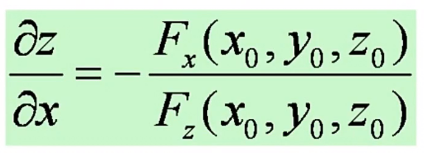 ∂z/∂x = − F_x(x_0, y_0, z_0) / F_z(x_0, y_0, z_0)